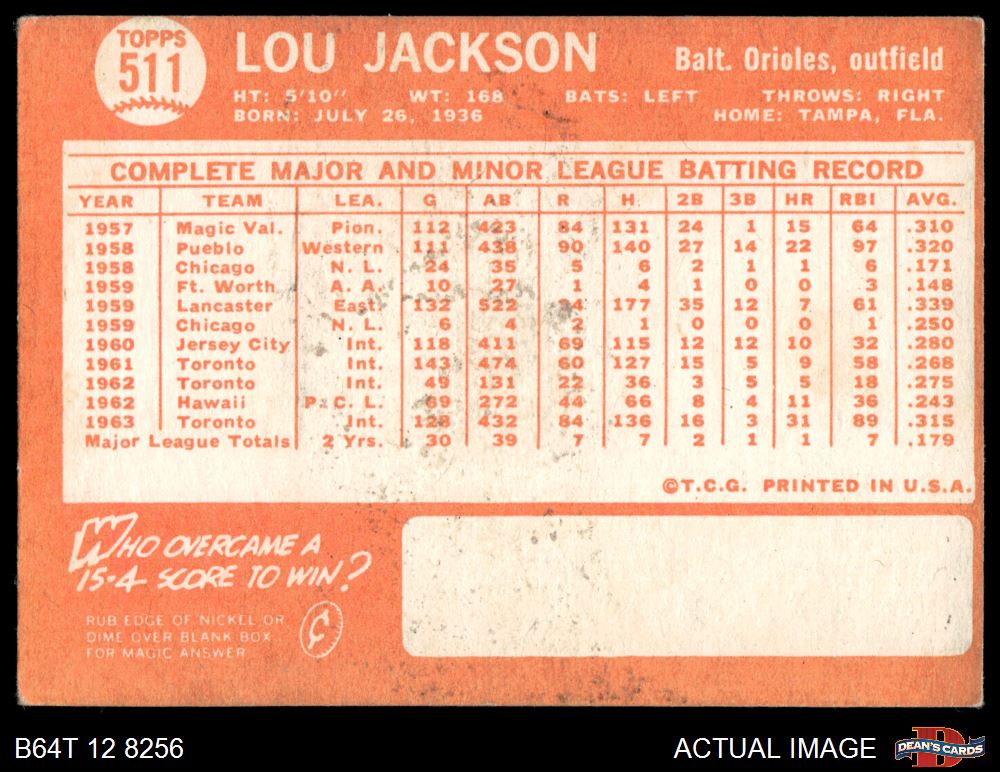 TOPPS
511
LOU JACKSON
Balt. Orioles, outfield
HT: 5'10" WT: 168 BATS: LEFT THROWS: RIGHT
BORN: JULY 26, 1936 HOME: TAMPA, FLA.
COMPLETE MAJOR AND MINOR LEAGUE BATTING RECORD
YEAR TEAM LEA. G AB R H 2B 3B HR RBI AVG.
1957 Magic Val. Pion. 112 423 84 131 24 1 15 64 .310
1958 Pueblo Western 111 438 90 140 27 14 22 97 .320
1958 Chicago N. L. 24 35 5 6 2 1 1 6 .171
1959 Ft. Worth A. A. 10 27 1 4 1 0 0 3 .148
1959 Lancaster East. 132 522 177 35 12 7 61 .339
1959 Chicago N. L. 6 4 2 1 0 0 0 1 .250
1960 Jersey City Int. 118 411 69 115 12 12 10 32 .280
1961 Toronto Int. 143 474 60 127 15 5 9 58 .268
1962 Toronto Int. 49 131 22 36 3 5 5 18 .275
1962 Hawaii P. C. L. 69 272 44 66 8 4 11 36 .243
1963 Toronto Int. 128 432 84 136 16 3 31 89 .315
Major League Totals 2 Yrs. 30 39 7 7 2 1 1 7 .179
©T.C.G. PRINTED IN U.S.A.
WHO OVERCAME A
15-4 SCORE TO WIN?
RUB EDGE OF NICKEL OR
DIME OVER BLANK BOX
FOR MAGIC ANSWER
¢
B64T 12 8256
ACTUAL IMAGE
DEAN'S CARDS